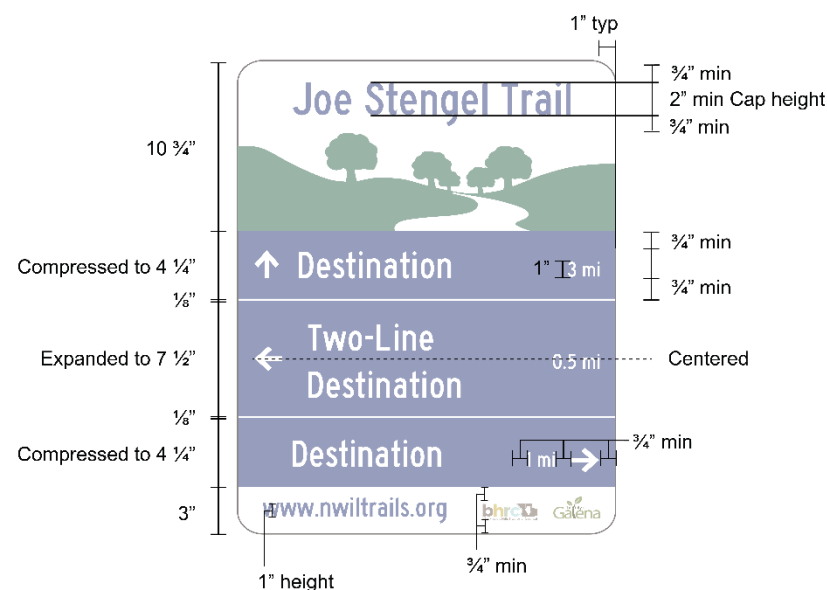 1” typ
¾” min
2” min Cap height
¾” min
Joe Stengel Trail
10 ¾”
Compressed to 4 ¼”
Destination
1”
3 mi
¾” min
¾” min
⅛”
Expanded to 7 ½”
Two-Line
Destination
0.5 mi
Centered
⅛”
Compressed to 4 ¼”
Destination
1 mi
¾” min
3”
www.nwiltrails.org
bhrc
Galena
1” height
¾” min